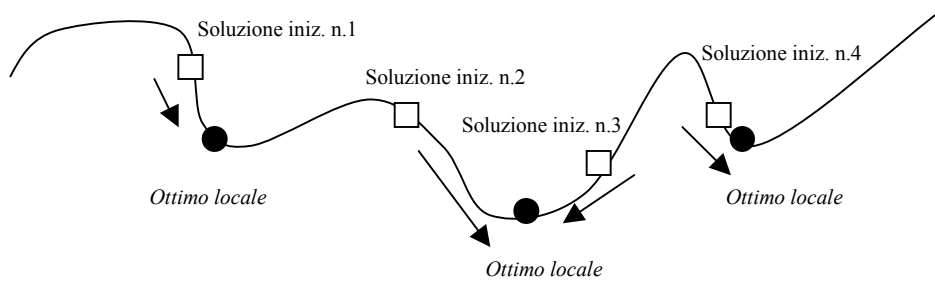 Soluzione iniz. n.1
Soluzione iniz. n.2
Soluzione iniz. n.3
Soluzione iniz. n.4
Ottimo locale
Ottimo locale
Ottimo locale